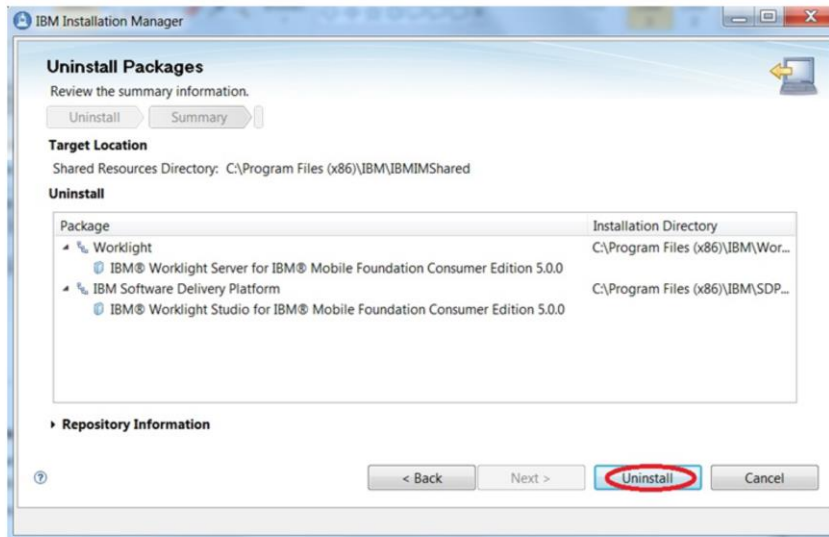 IBM Installation Manager
Uninstall Packages
Review the summary information.
Uninstall Summary
Target Location
Shared Resources Directory: C:\Program Files (x86)\IBM\IBMIMShared
Uninstall
Package Installation Directory
Worklight C:\Program Files (x86)\IBM\Wor...
IBM® Worklight Server for IBM® Mobile Foundation Consumer Edition 5.0.0
IBM Software Delivery Platform C:\Program Files (x86)\IBM\SDP...
IBM® Worklight Studio for IBM® Mobile Foundation Consumer Edition 5.0.0
Repository Information
? < Back Next > Uninstall Cancel